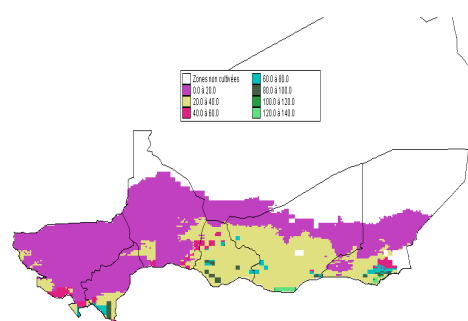 Zones non cultivées
0.0 à 20.0
20.0 à 40.0
40.0 à 60.0
60.0 à 80.0
80.0 à 100.0
100.0 à 120.0
120.0 à 140.0